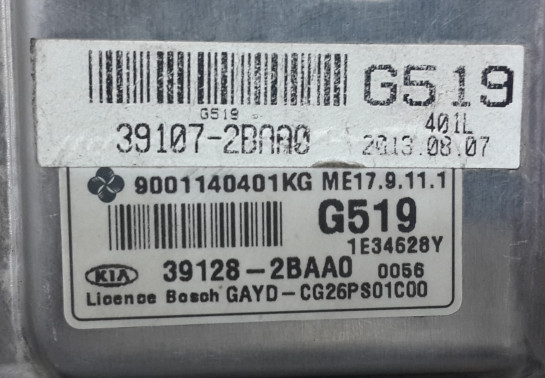 G519
G519
39107-2BAA0
401L
2013.08.07
9001140401KG ME17.9.11.1
G519
1E34628Y
KIA 39128-2BAA0 0056
Licence Bosch GAYD-CG26PS01C00